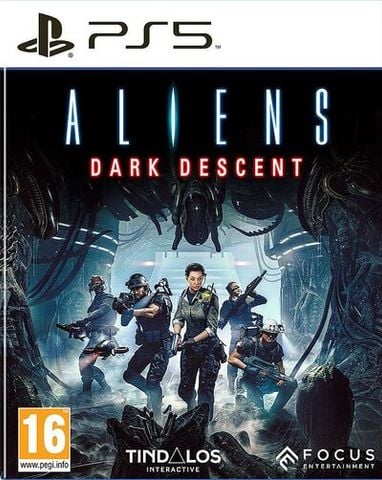 PS5
ALIENS
DARK DESCENT
16
www.pegi.info
TINDALOS
INTERACTIVE
FOCUS
ENTERTAINMENT